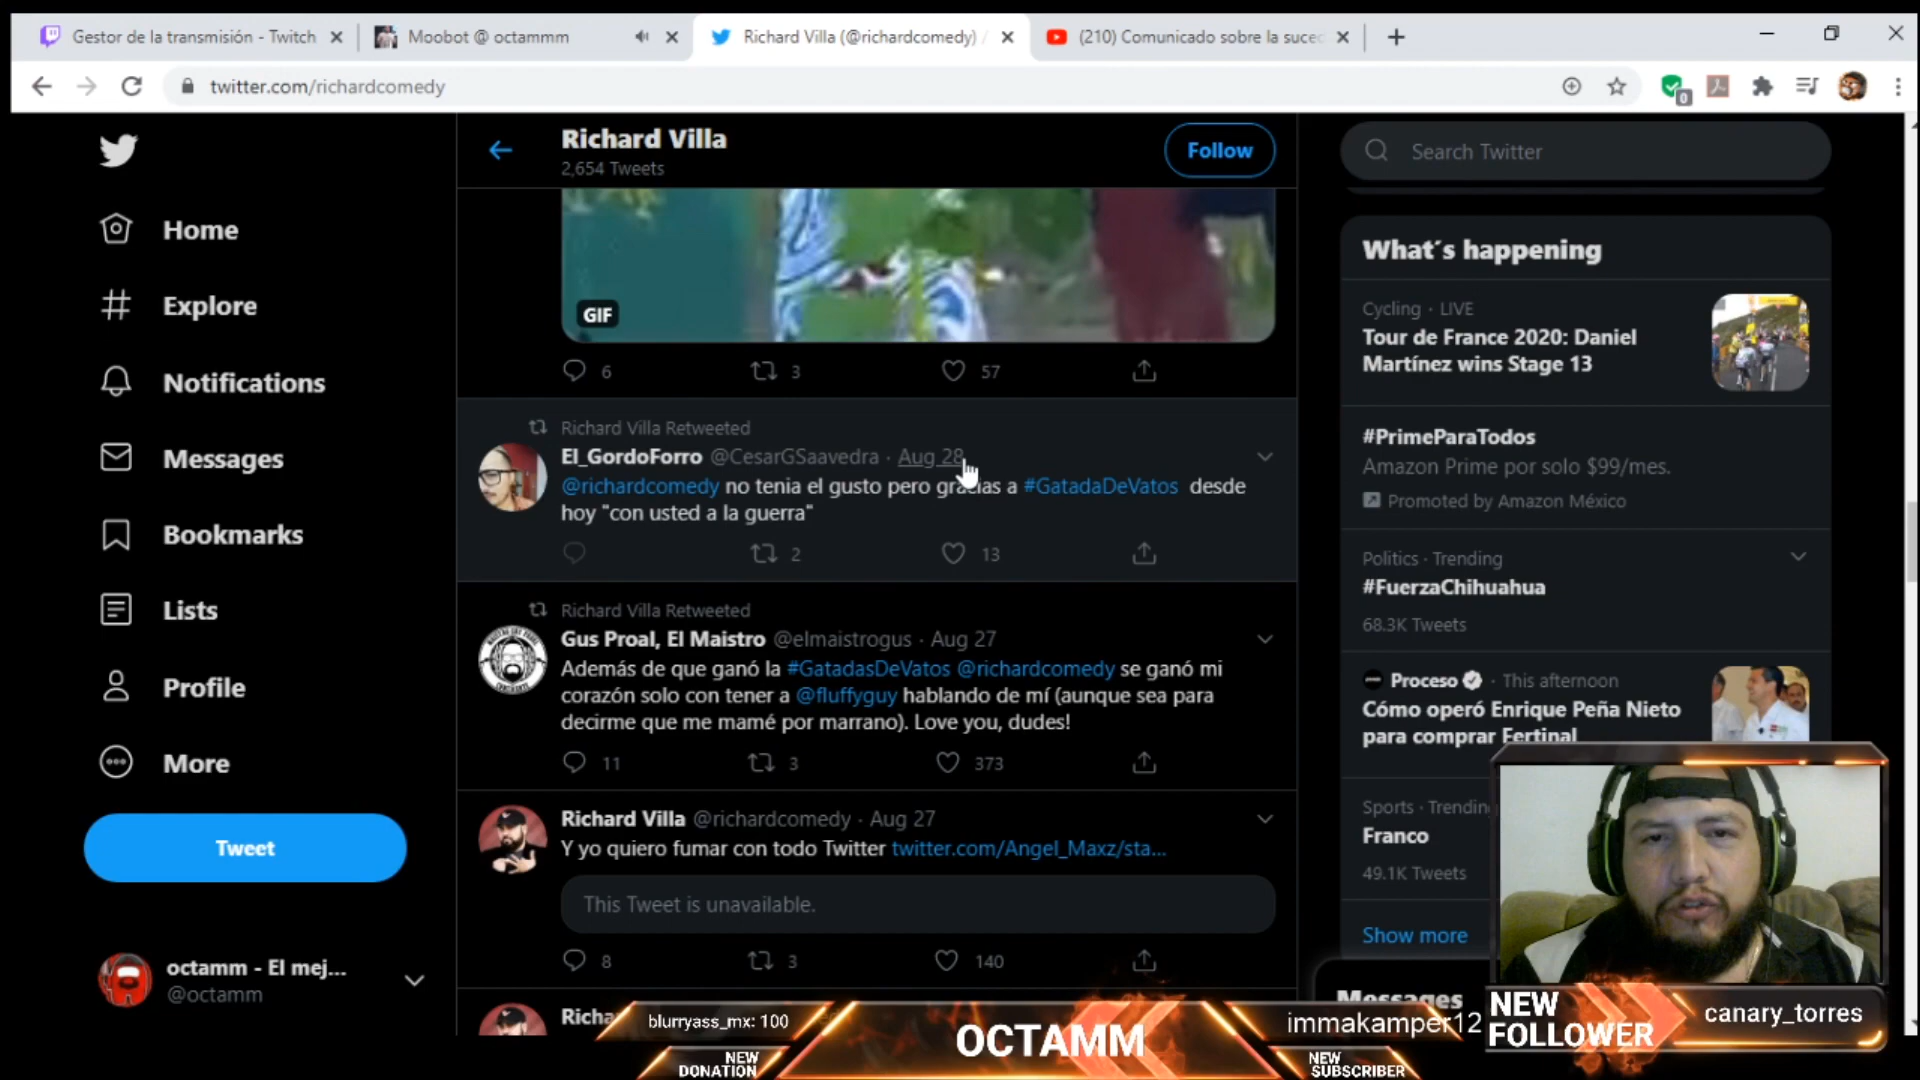 Gestor de la transmisión - Twitch
Moobot @ octammm
Richard Villa (@richardcomedy) /
(210) Comunicado sobre la suce
twitter.com/richardcomedy
0
Home
Explore
Notifications
Messages
Bookmarks
Lists
Profile
More
Tweet
octamm - El mej...
@octamm
Richard Villa
2,654 Tweets
Follow
GIF
6 3 57
Richard Villa Retweeted
El_GordoForro @CesarGSaavedra · Aug 28
@richardcomedy no tenia el gusto pero gracias a #GatadaDeVatos desde
hoy "con usted a la guerra"
2 13
Richard Villa Retweeted
Gus Proal, El Maistro @elmaistrogus · Aug 27
Además de que ganó la #GatadasDeVatos @richardcomedy se ganó mi
corazón solo con tener a @fluffyguy hablando de mí (aunque sea para
decirme que me mamé por marrano). Love you, dudes!
11 3 373
Richard Villa @richardcomedy · Aug 27
Y yo quiero fumar con todo Twitter twitter.com/Angel_Maxz/sta...
This Tweet is unavailable.
8 3 140
Richa
Search Twitter
What's happening
Cycling · LIVE
Tour de France 2020: Daniel
Martínez wins Stage 13
#PrimeParaTodos
Amazon Prime por solo $99/mes.
Promoted by Amazon México
Politics · Trending
#FuerzaChihuahua
68.3K Tweets
Proceso · This afternoon
Cómo operó Enrique Peña Nieto
para comprar Fertinal
Sports · Trending
Franco
49.1K Tweets
Show more
Messages
blurryass_mx: 100
NEW
DONATION
OCTAMM
immakamper12
NEW
SUBSCRIBER
NEW
FOLLOWER
canary_torres